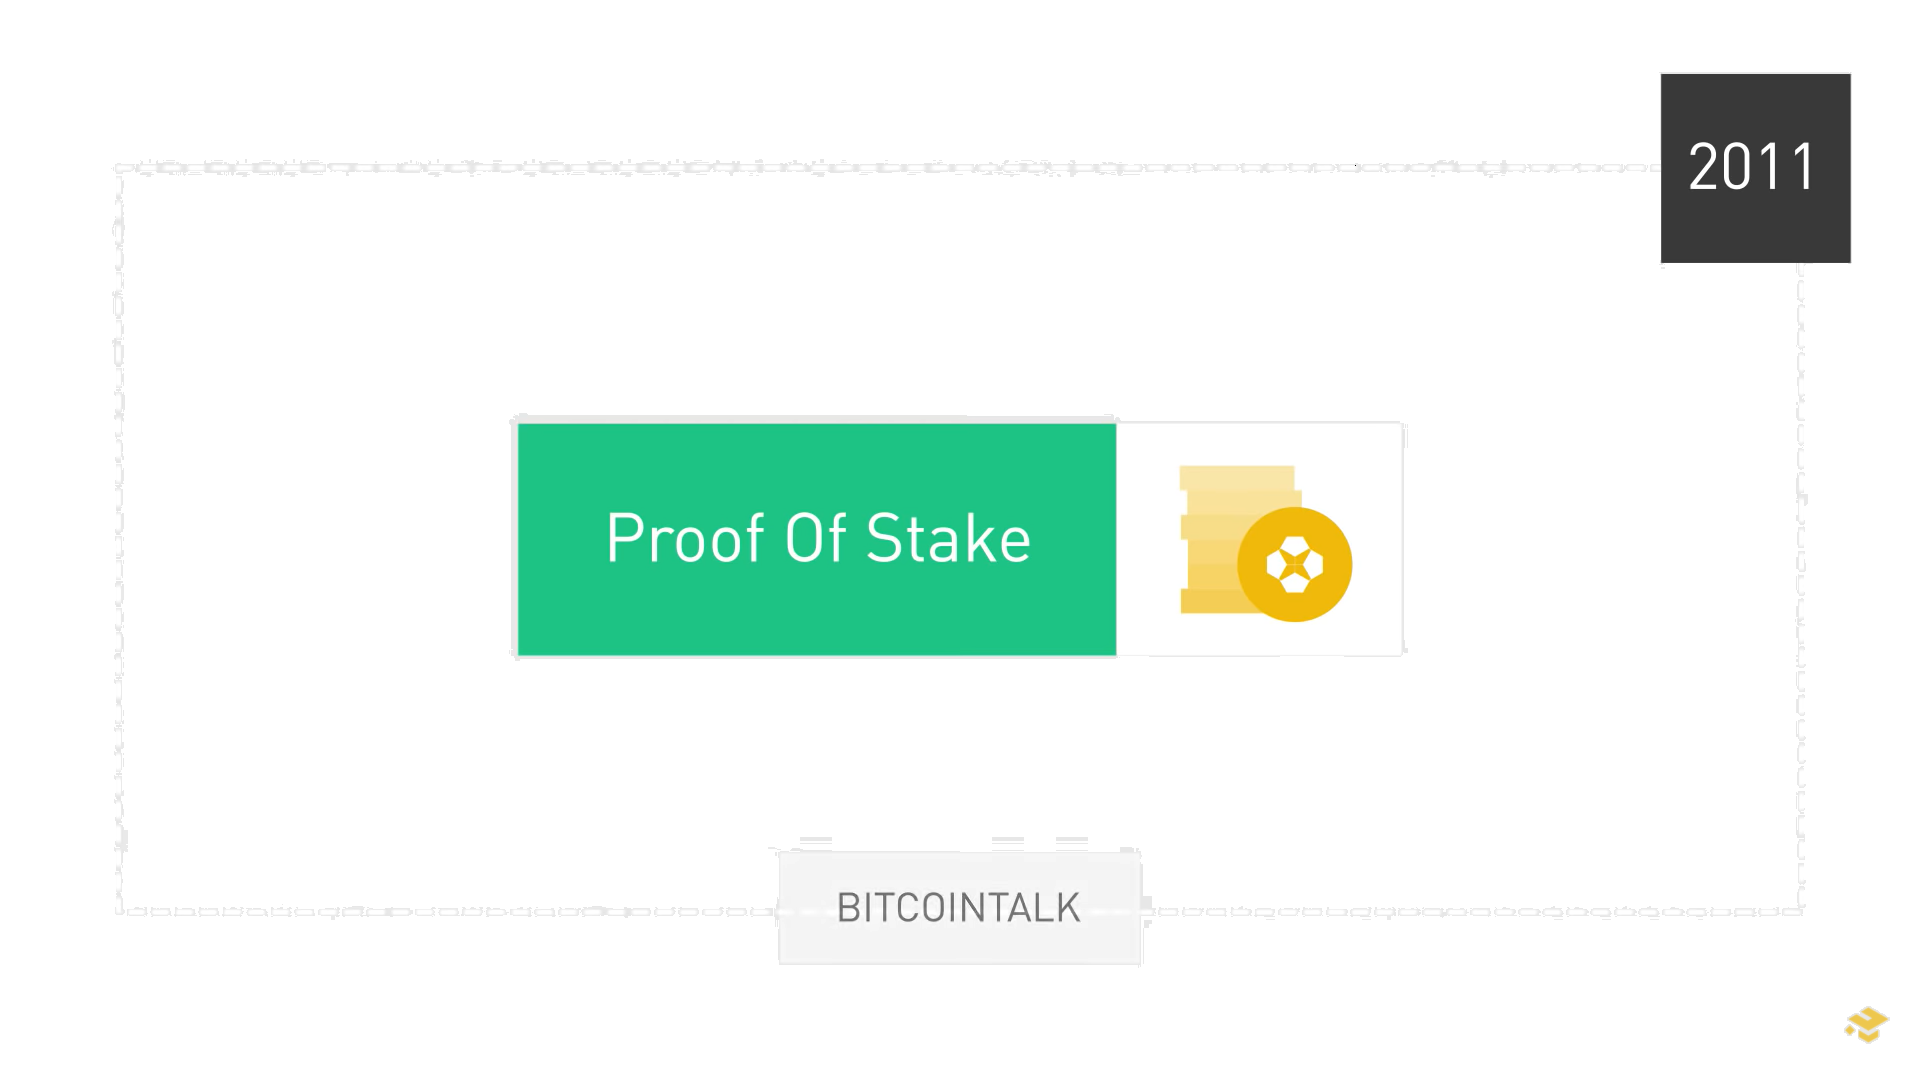 2011
Proof Of Stake
BITCOINTALK